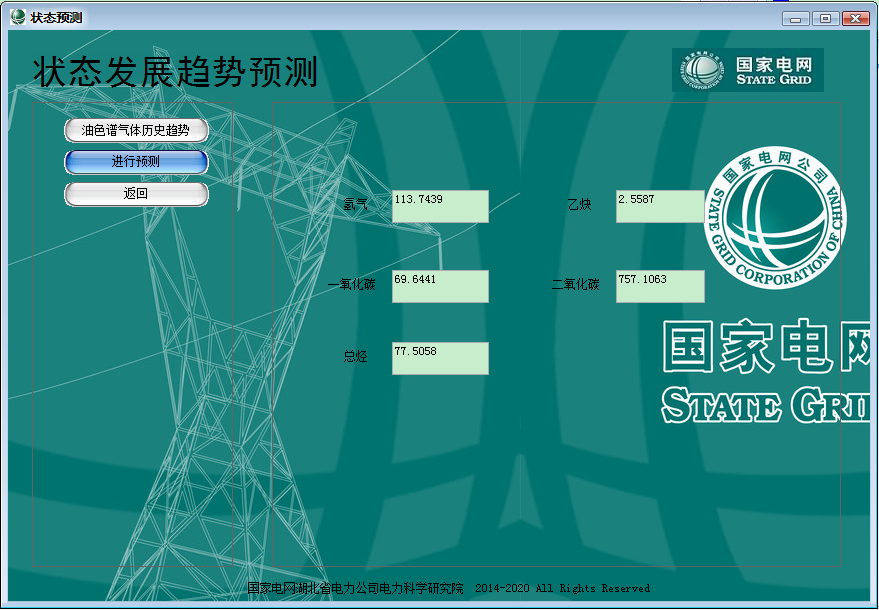 状态预测
状态发展趋势预测
国家电网
STATE GRID
油色谱气体历史趋势
进行预测
返回
氢气 113.7439 乙炔 2.5587
一氧化碳 69.6441 二氧化碳 757.1063
总烃 77.5058
国家电网公司
STATE GRID CORPORATION OF CHINA
国家电网
STATE GRID
国家电网湖北省电力公司电力科学研究院 2014-2020 All Rights Reserved